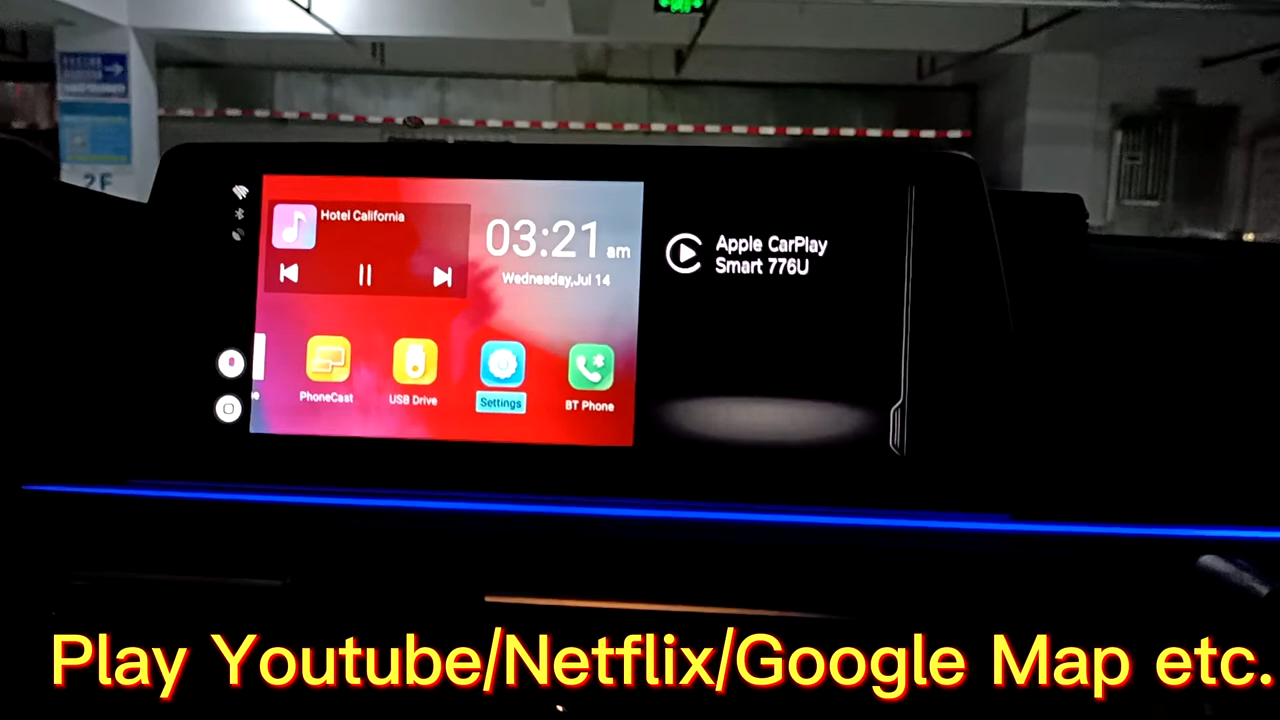 2F
Hotel California
03:21 am
Wednesday,Jul 14
Apple CarPlay
Smart 776U
PhoneCast
USB Drive
Settings
BT Phone
Play Youtube/Netflix/Google Map etc.